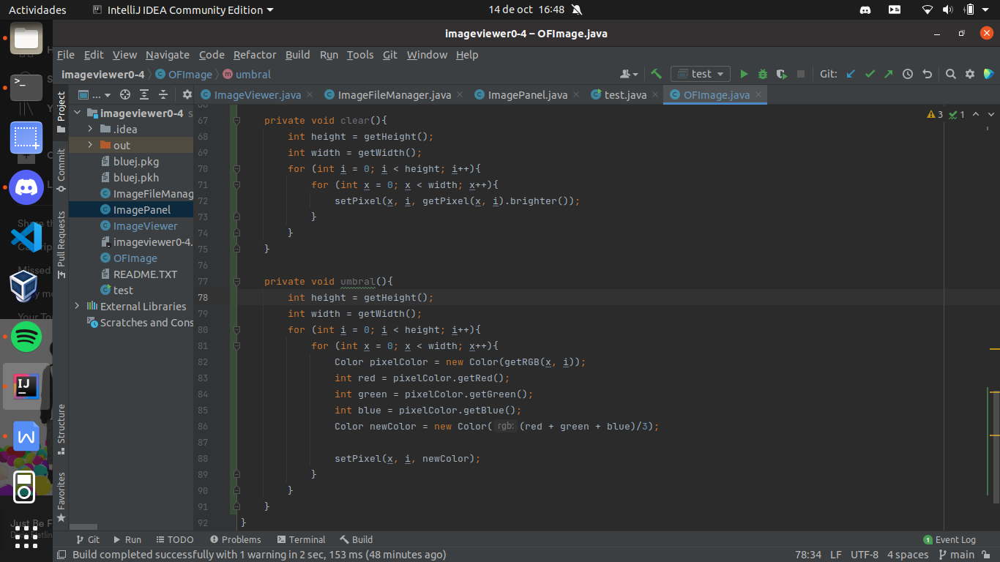 Actividades IntelliJ IDEA Community Edition 14 de oct 16:48
imageviewer0-4 – OFImage.java
File Edit View Navigate Code Refactor Build Run Tools Git Window Help
imageviewer0-4 OFImage umbral test Git:
... ImageViewer.java ImageFileManager.java ImagePanel.java test.java OFImage.java
Project
Commit
Pull Requests
Structure
Favorites
imageviewer0-4 s
.idea
out
bluej.pkg
bluej.pkh
ImageFileManag
ImagePanel
ImageViewer
imageviewer0-4.
OFImage
README.TXT
test
External Libraries
Scratches and Cons
3 1
67 private void clear(){
68 int height = getHeight();
69 int width = getWidth();
70 for (int i = 0; i < height; i++){
71 for (int x = 0; x < width; x++){
72 setPixel(x, i, getPixel(x, i).brighter());
73 }
74 }
75 }
76
77 private void umbral(){
78 int height = getHeight();
79 int width = getWidth();
80 for (int i = 0; i < height; i++){
81 for (int x = 0; x < width; x++){
82 Color pixelColor = new Color(getRGB(x, i));
83 int red = pixelColor.getRed();
84 int green = pixelColor.getGreen();
85 int blue = pixelColor.getBlue();
86 Color newColor = new Color( rgb: (red + green + blue)/3);
87
88 setPixel(x, i, newColor);
89 }
90 }
91 }
92 }
Missed
Just Be F
Git Run TODO Problems Terminal Build 1 Event Log
Build completed successfully with 1 warning in 2 sec, 153 ms (48 minutes ago) 78:34 LF UTF-8 4 spaces main